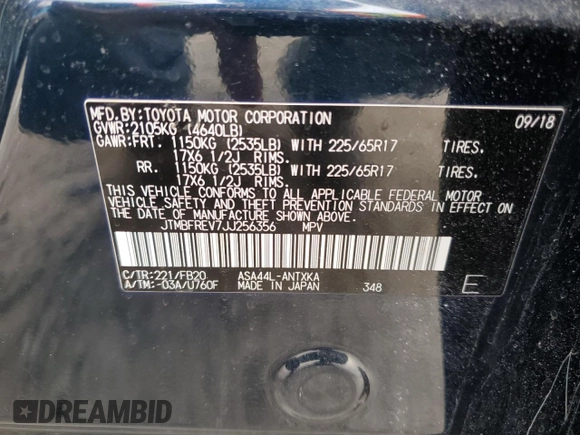 MFD.BY:TOYOTA MOTOR CORPORATION 09/18
GVWR:2105KG (4640LB)
GAWR:FRT. 1150KG (2535LB) WITH 225/65R17 TIRES,
17X6 1/2J RIMS.
RR. 1150KG (2535LB) WITH 225/65R17 TIRES,
17X6 1/2J RIMS.
THIS VEHICLE CONFORMS TO ALL APPLICABLE FEDERAL MOTOR
VEHICLE SAFETY AND THEFT PREVENTION STANDARDS IN EFFECT ON
THE DATE OF MANUFACTURE SHOWN ABOVE.
JTMBFREV7JJ256356 MPV
C/TR:221/FB20 ASA44L-ANTXKA
A/TM:-03A/U760F MADE IN JAPAN 348 E
DREAMBID